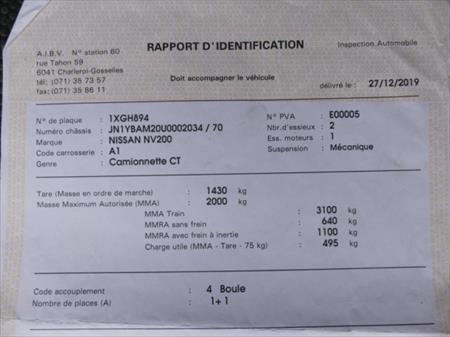 A.I.B.V. N° station 60
RAPPORT D'IDENTIFICATION
Inspection Automobile
rue Tahon 59
6041 Charleroi-Gosselies
tél: (071) 35 73 57
fax: (071) 35 86 11
Doit accompagner le véhicule
délivré le : 27/12/2019
N° de plaque : 1XGH894
N° PVA : E00005
Numéro châssis : JN1YBAM20U0002034 / 70
Nbr.d'essieux : 2
Marque : NISSAN NV200
Ess. moteurs : 1
Code carrosserie : A1
Suspension : Mécanique
Genre : Camionnette CT
Tare (Masse en ordre de marche) : 1430 kg
Masse Maximum Autorisée (MMA) : 2000 kg
MMA Train : 3100 kg
MMRA sans frein : 640 kg
MMRA avec frein à inertie : 1100 kg
Charge utile (MMA - Tare - 75 kg) : 495 kg
Code accouplement : 4 Boule
Nombre de places (A) : 1+1